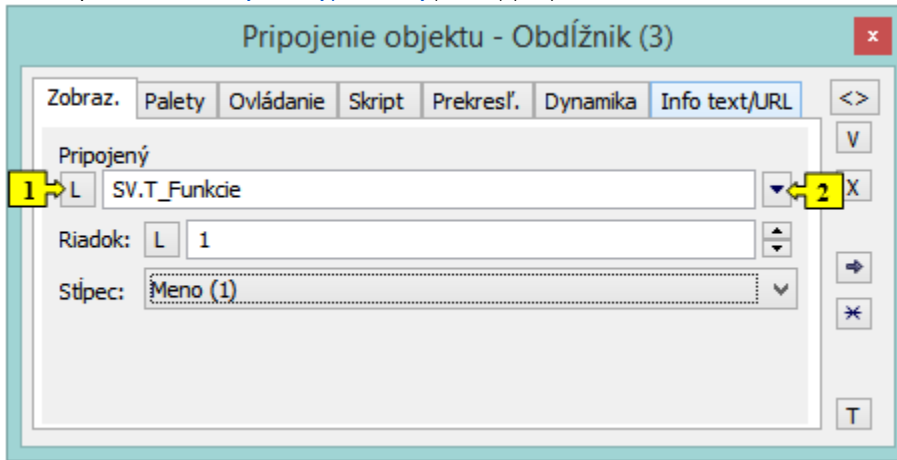 Pripojenie objektu - Obdĺžnik (3)
x
Zobraz. Palety Ovládanie Skript Prekresľ. Dynamika Info text/URL <>
V
Pripojený
1 L SV.T_Funkcie 2 X
Riadok: L 1
Stĺpec: Meno (1)
T